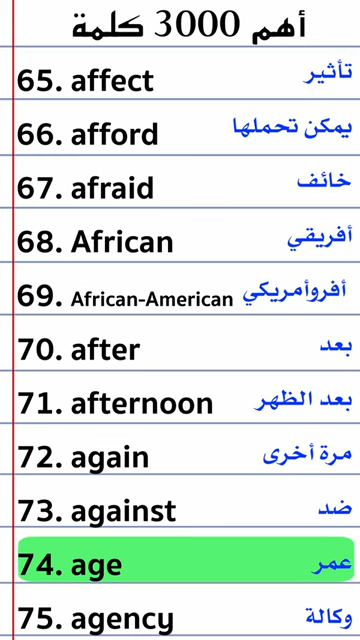 أهم 3000 كلمة
65. affect تأثير
66. afford يمكن تحملها
67. afraid خائف
68. African أفريقي
69. African-American أفروأمريكي
70. after بعد
71. afternoon بعد الظهر
72. again مرة أخرى
73. against ضد
74. age عمر
75. agency وكالة